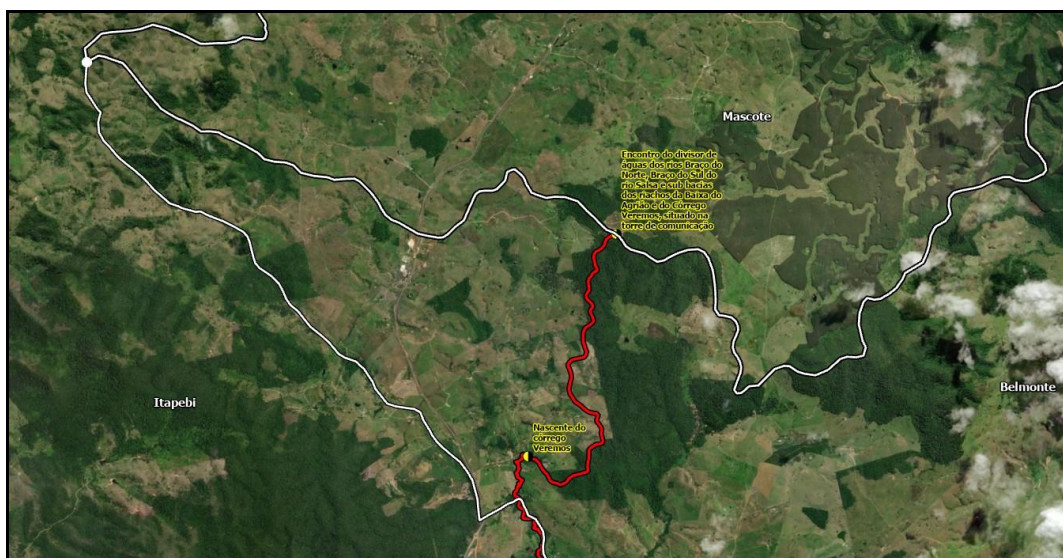 Mascote
Encontro do divisor de
águas dos rios Braço do
Norte, Braço do Sul do
rio Salsa e sub bacias
dos riachos da Baixa do
Agrião e do Córrego
Veremos, situado na
torre de comunicação
Itapebi
Belmonte
Nascente do
córrego
Veremos